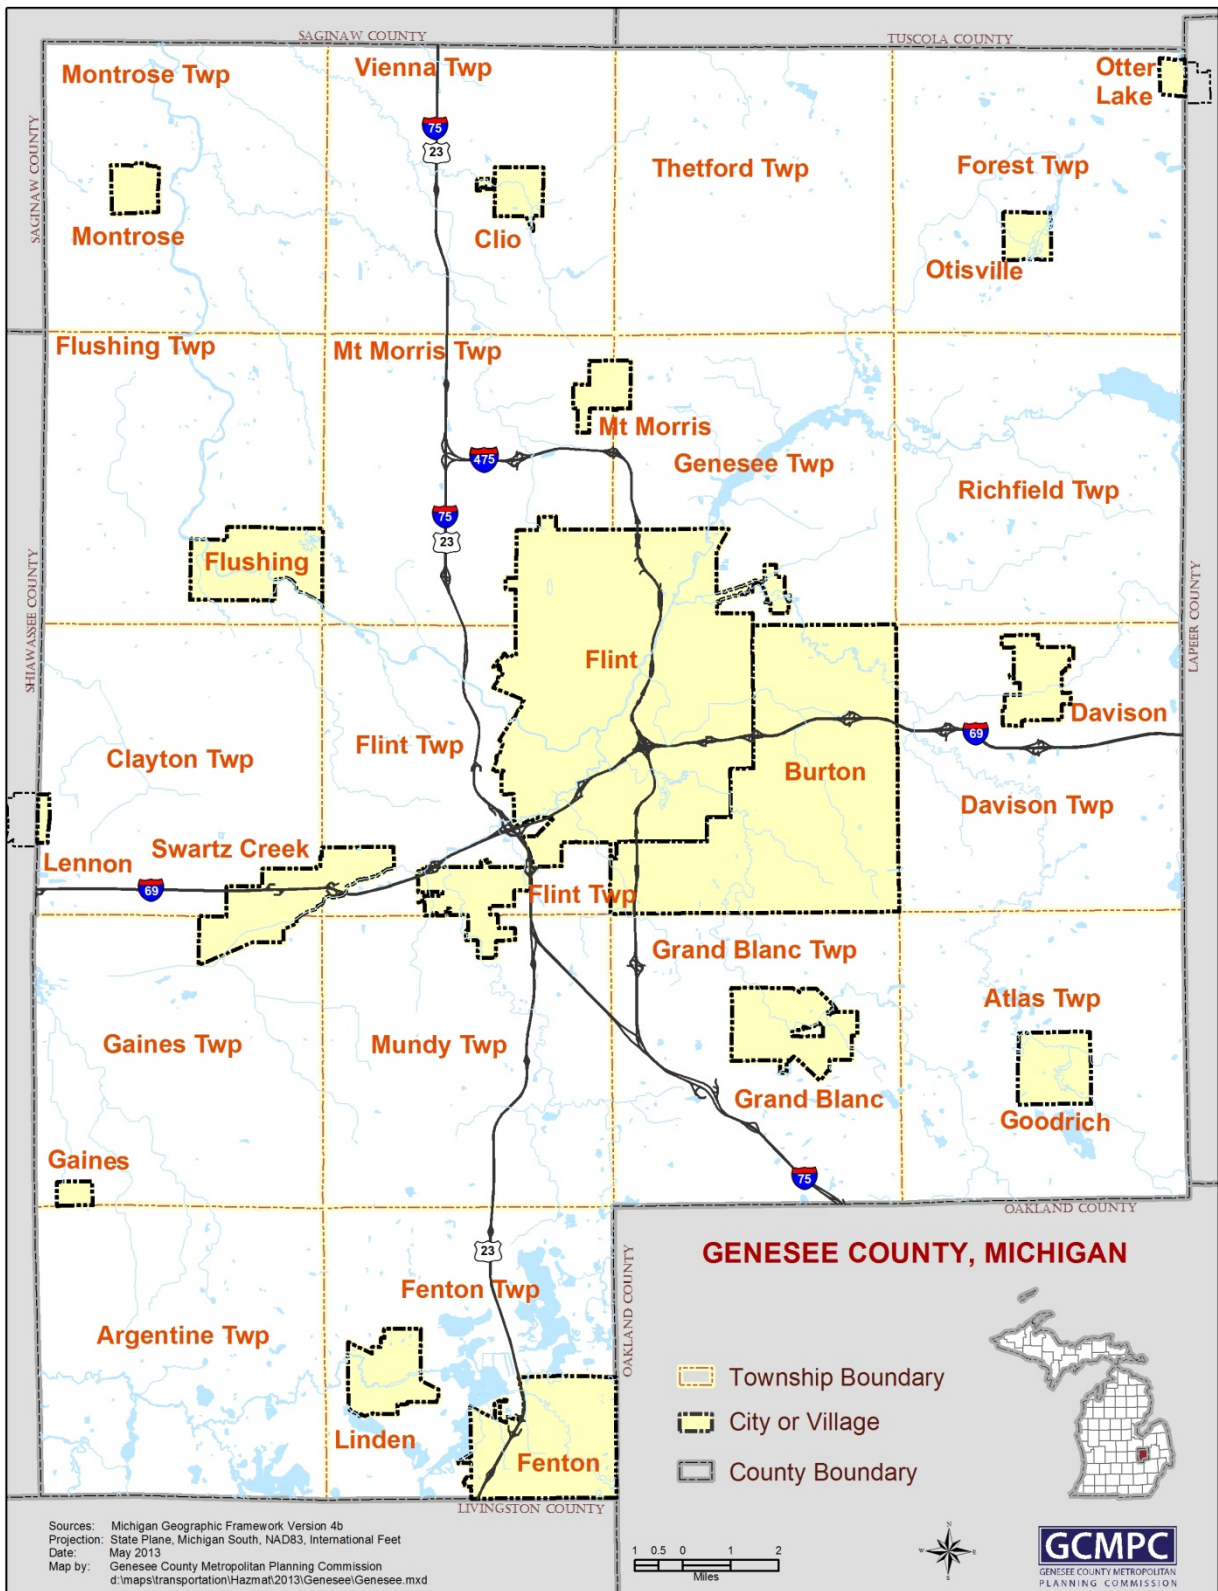 SAGINAW COUNTY
TUSCOLA COUNTY
Montrose Twp
Vienna Twp
Otter
Lake
75
23
SAGINAW COUNTY
Thetford Twp
Forest Twp
Montrose
Clio
Otisville
Flushing Twp
Mt Morris Twp
Mt Morris
475
Genesee Twp
Richfield Twp
75
23
Flushing
SHIAWASSEE COUNTY
LAPEER COUNTY
Flint
Davison
69
Clayton Twp
Flint Twp
Burton
Davison Twp
Swartz Creek
Lennon
69
Flint Twp
Grand Blanc Twp
Atlas Twp
Gaines Twp
Mundy Twp
Grand Blanc
Goodrich
Gaines
75
OAKLAND COUNTY
23
OAKLAND COUNTY
GENESEE COUNTY, MICHIGAN
Fenton Twp
Argentine Twp
Township Boundary
City or Village
Linden
Fenton
County Boundary
LIVINGSTON COUNTY
Sources: Michigan Geographic Framework Version 4b
Projection: State Plane, Michigan South, NAD83, International Feet
Date: May 2013
Map by: Genesee County Metropolitan Planning Commission
d:\maps\transportation\Hazmat\2013\Genesee\Genesee.mxd
1 0.5 0 1 2
Miles
N
W
S
GCMPC
GENESEE COUNTY METROPOLITAN
PLANNING COMMISSION